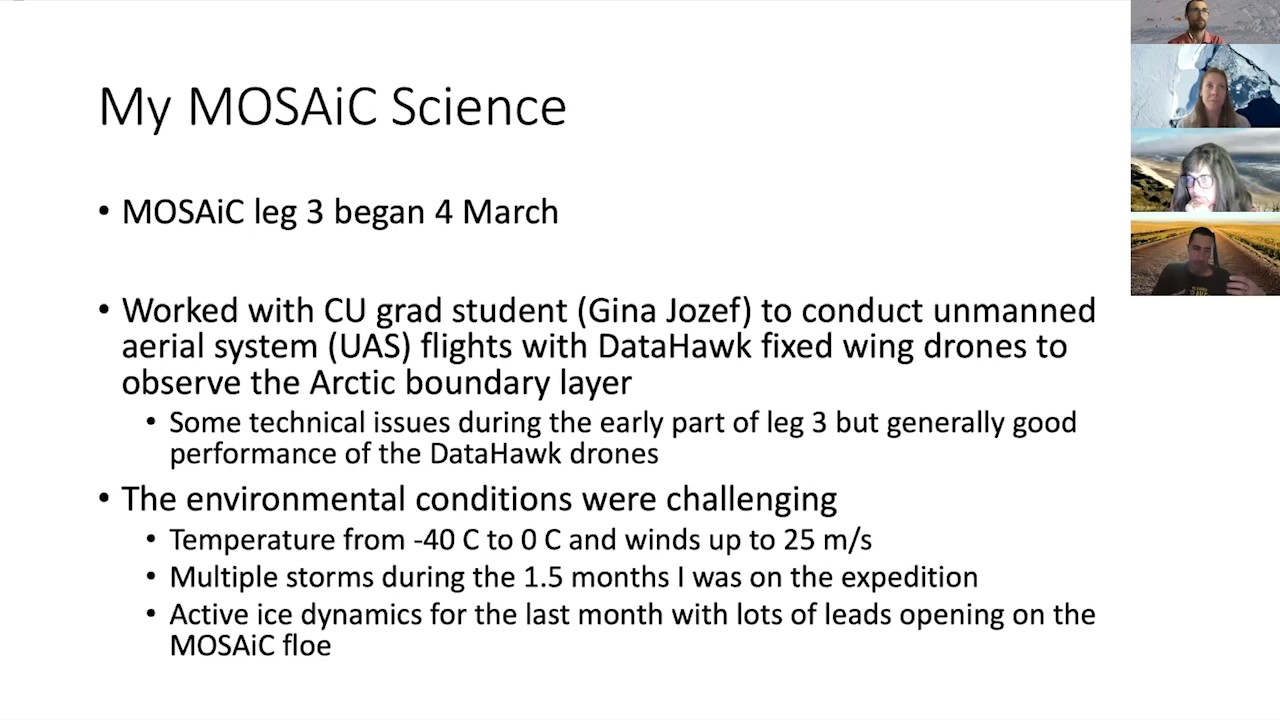 My MOSAiC Science
• MOSAiC leg 3 began 4 March
• Worked with CU grad student (Gina Jozef) to conduct unmanned
aerial system (UAS) flights with DataHawk fixed wing drones to
observe the Arctic boundary layer
• Some technical issues during the early part of leg 3 but generally good
performance of the DataHawk drones
• The environmental conditions were challenging
• Temperature from -40 C to 0 C and winds up to 25 m/s
• Multiple storms during the 1.5 months I was on the expedition
• Active ice dynamics for the last month with lots of leads opening on the
MOSAiC floe